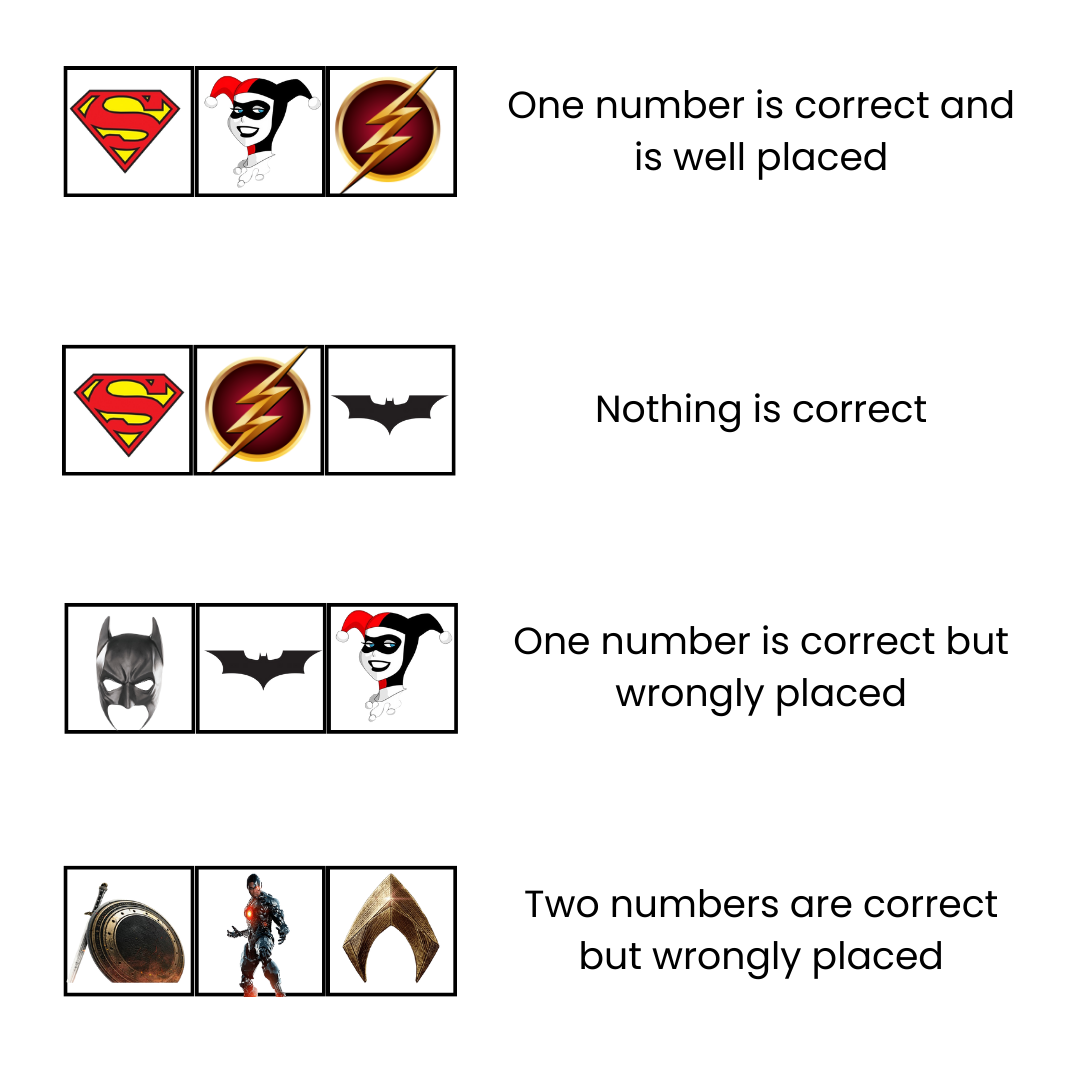 One number is correct and
is well placed
Nothing is correct
One number is correct but
wrongly placed
Two numbers are correct
but wrongly placed